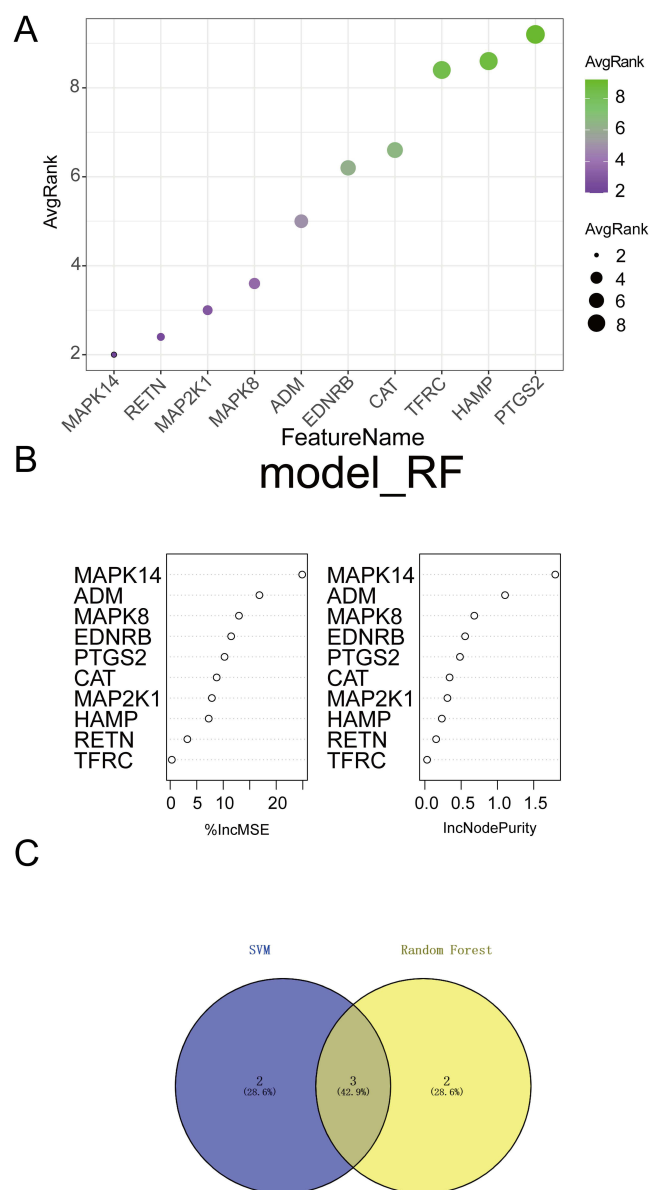 A
AvgRank
8
6
4
2
MAPK14
RETN
MAP2K1
MAPK8
ADM
EDNRB
CAT
TFRC
HAMP
PTGS2
FeatureName
AvgRank
8
6
4
2
AvgRank
2
4
6
8
B
model_RF
MAPK14
ADM
MAPK8
EDNRB
PTGS2
CAT
MAP2K1
HAMP
RETN
TFRC
0 5 10 20
%IncMSE
MAPK14
ADM
MAPK8
EDNRB
PTGS2
CAT
MAP2K1
HAMP
RETN
TFRC
0.0 0.5 1.0 1.5
IncNodePurity
C
SVM
Random Forest
2
(28.6%)
3
(42.9%)
2
(28.6%)